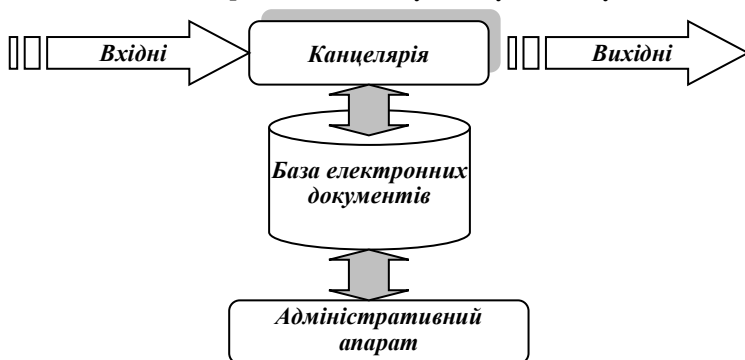 Вхідні
Канцелярія
Вихідні
База електронних
документів
Адміністративний
апарат